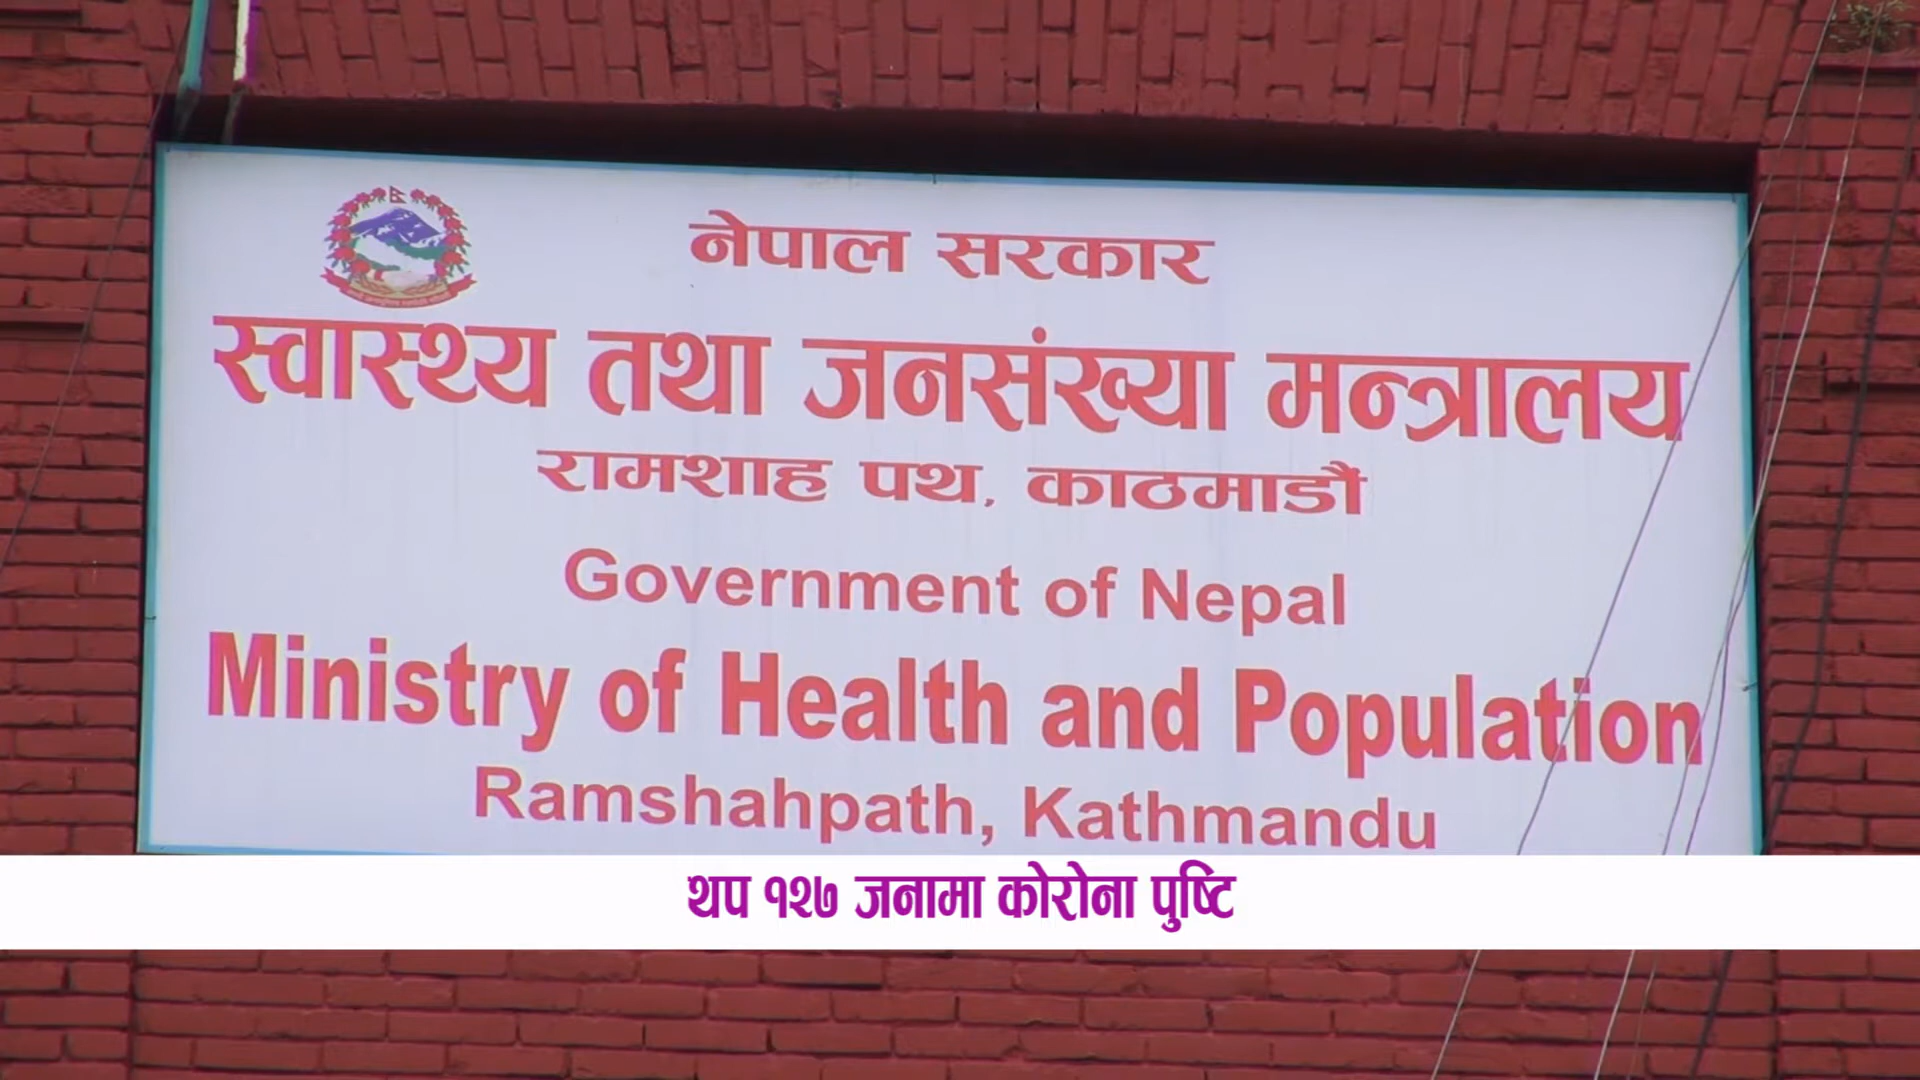 नेपाल सरकार
स्वास्थ्य तथा जनसंख्या मन्त्रालय
रामशाह पथ, काठमाडौं
Government of Nepal
Ministry of Health and Population
Ramshahpath, Kathmandu
थप १२७ जनामा कोरोना पुष्टि